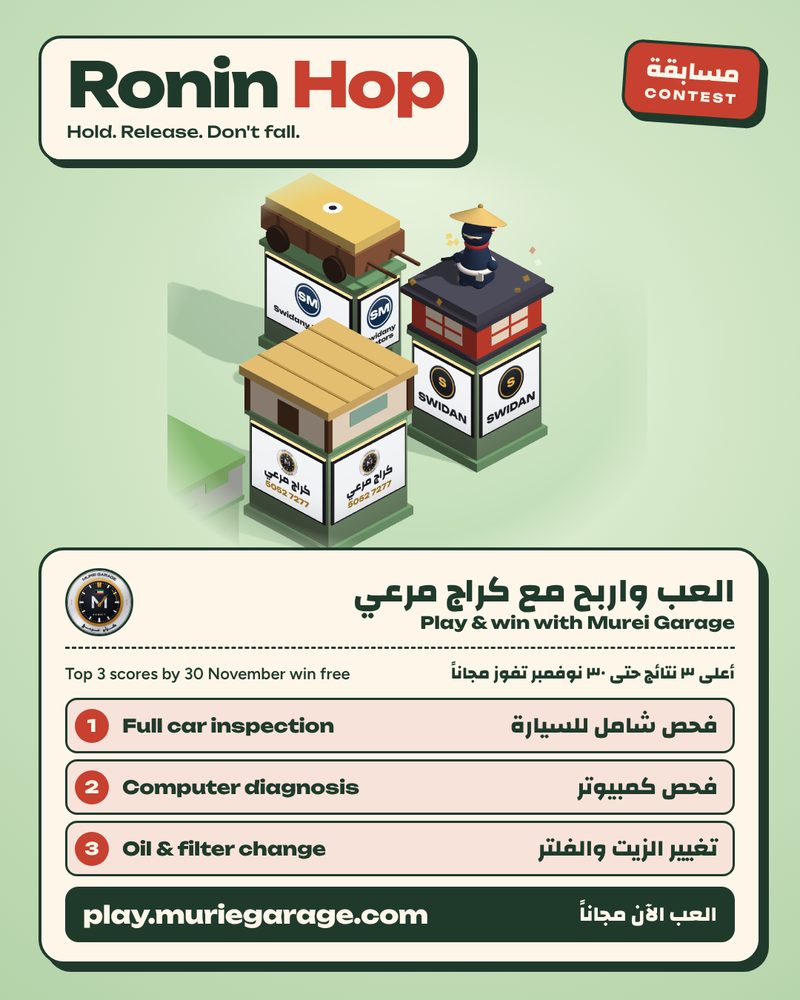 Ronin Hop
Hold. Release. Don't fall.
مسابقة
CONTEST
SM
Swidany
SM
S
SWIDAN
S
SWIDAN
كراج مرعي
5052 7277
كراج مرعي
5052 7277
MUREI GARAGE
M
العب واربح مع كراج مرعي
Play & win with Murei Garage
Top 3 scores by 30 November win free
أعلى ٣ نتائج حتى ٣٠ نوفمبر تفوز مجاناً
1 Full car inspection فحص شامل للسيارة
2 Computer diagnosis فحص كمبيوتر
3 Oil & filter change تغيير الزيت والفلتر
play.muriegarage.com العب الآن مجاناً